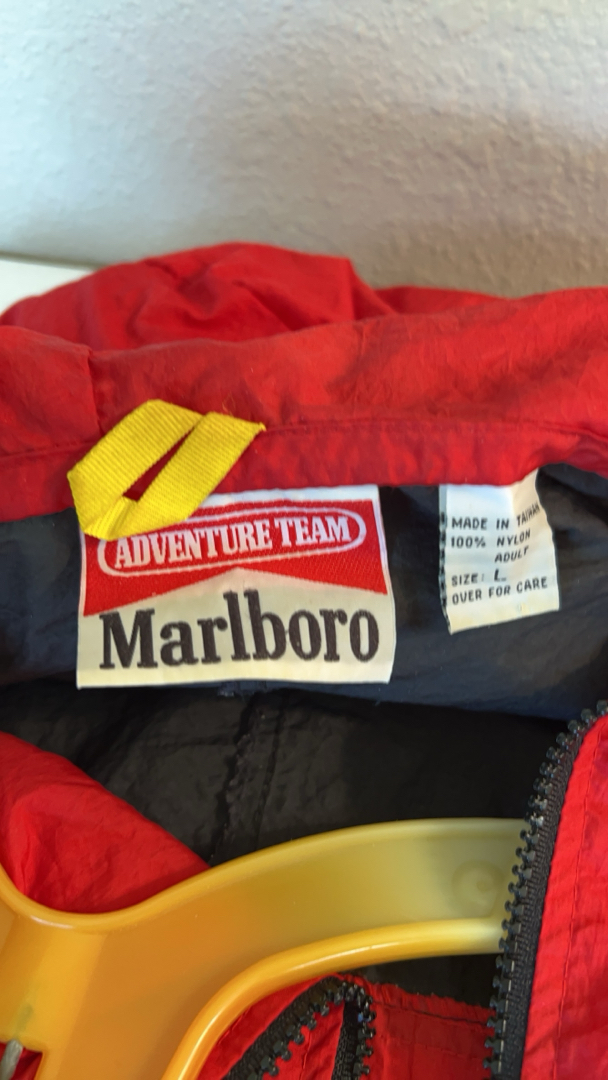 ADVENTURE TEAM
Marlboro
MADE IN TAIWAN
100% NYLON
ADULT
SIZE: L
OVER FOR CARE